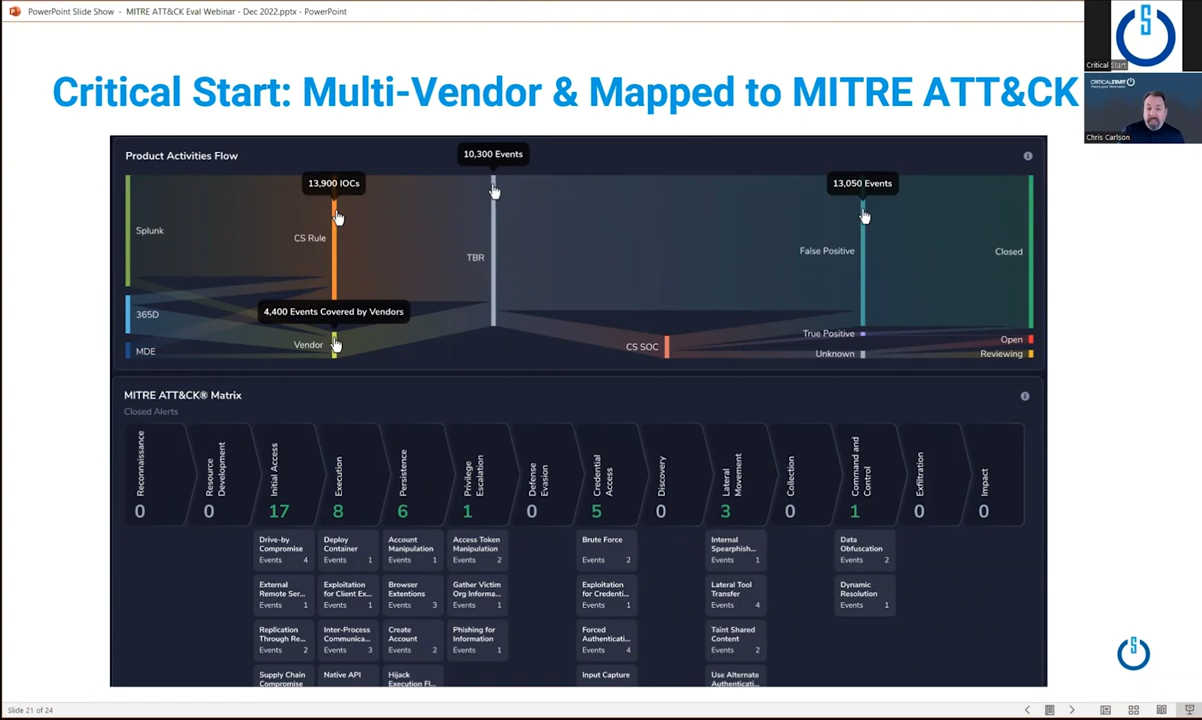 PowerPoint Slide Show - MITRE ATT&CK Eval Webinar - Dec 2022.pptx - PowerPoint
Critical Start
CRITICALSTART
Chris Carlson
Critical Start: Multi-Vendor & Mapped to MITRE ATT&CK
Product Activities Flow
10,300 Events
13,900 IOCs
13,050 Events
Splunk
CS Rule
TBR
False Positive
Closed
4,400 Events Covered by Vendors
365D
Vendor
MDE
CS SOC
True Positive
Unknown
Open
Reviewing
MITRE ATT&CK® Matrix
Closed Alerts
Reconnaissance
0
Resource
Development
0
Initial Access
17
Execution
8
Persistence
6
Privilege
Escalation
1
Defense
Evasion
0
Credential
Access
5
Discovery
0
Lateral
Movement
3
Collection
0
Command and
Control
1
Exfiltration
0
Impact
0
Drive-by
Compromise
Events 4
External
Remote Ser...
Events 1
Replication
Through Re...
Events 2
Supply Chain
Compromise
Deploy
Container
Events 1
Exploitation
for Client Ex...
Events 1
Inter-Process
Communica...
Events 3
Native API
Account
Manipulation
Events 1
Browser
Extentions
Events 3
Create
Account
Events 2
Hijack
Execution Fl...
Access Token
Manipulation
Events 2
Gather Victim
Org Informa...
Events 1
Phishing for
Information
Events 1
Brute Force
Events 2
Exploitation
for Credenti...
Events 1
Forced
Authenticati...
Events 4
Input Capture
Internal
Spearphish...
Events 1
Lateral Tool
Transfer
Events 4
Taint Shared
Content
Events 2
Use Alternate
Authenticati...
Data
Obfuscation
Events 2
Dynamic
Resolution
Events 1
Slide 21 of 24